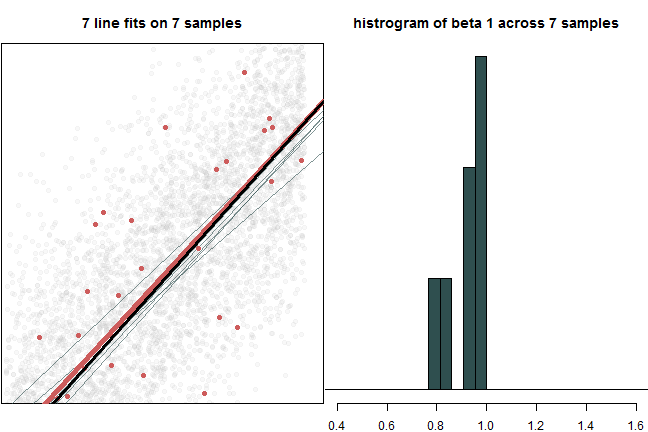 7 line fits on 7 samples
histrogram of beta 1 across 7 samples
0.4 0.6 0.8 1.0 1.2 1.4 1.6